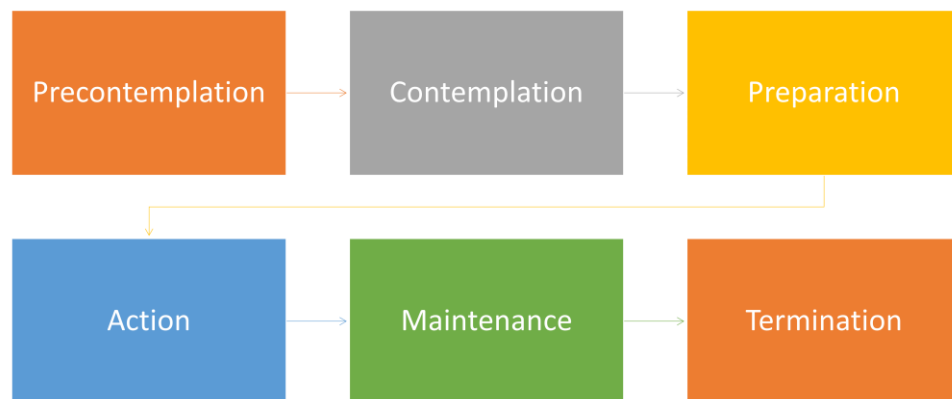 Precontemplation
Contemplation
Preparation
Action
Maintenance
Termination